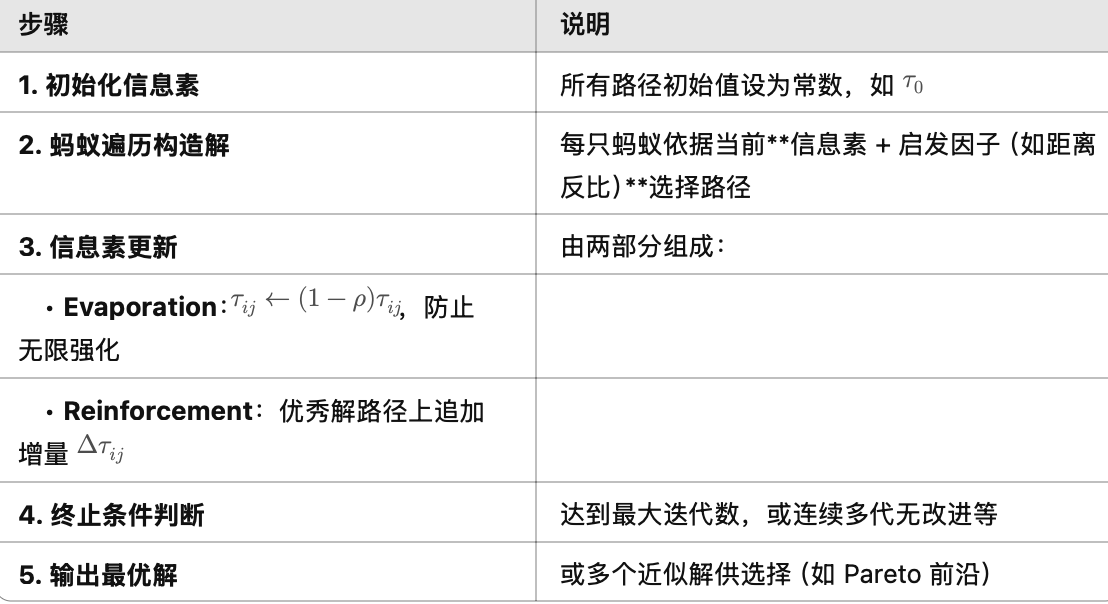 步骤 说明
1. 初始化信息素 所有路径初始值设为常数，如 τ₀
2. 蚂蚁遍历构造解 每只蚂蚁依据当前**信息素 + 启发因子（如距离
反比）**选择路径
3. 信息素更新 由两部分组成：
• Evaporation：τᵢⱼ ← (1 − ρ)τᵢⱼ，防止
无限强化
• Reinforcement：优秀解路径上追加
增量 Δτᵢⱼ
4. 终止条件判断 达到最大迭代数，或连续多代无改进等
5. 输出最优解 或多个近似解供选择（如 Pareto 前沿）